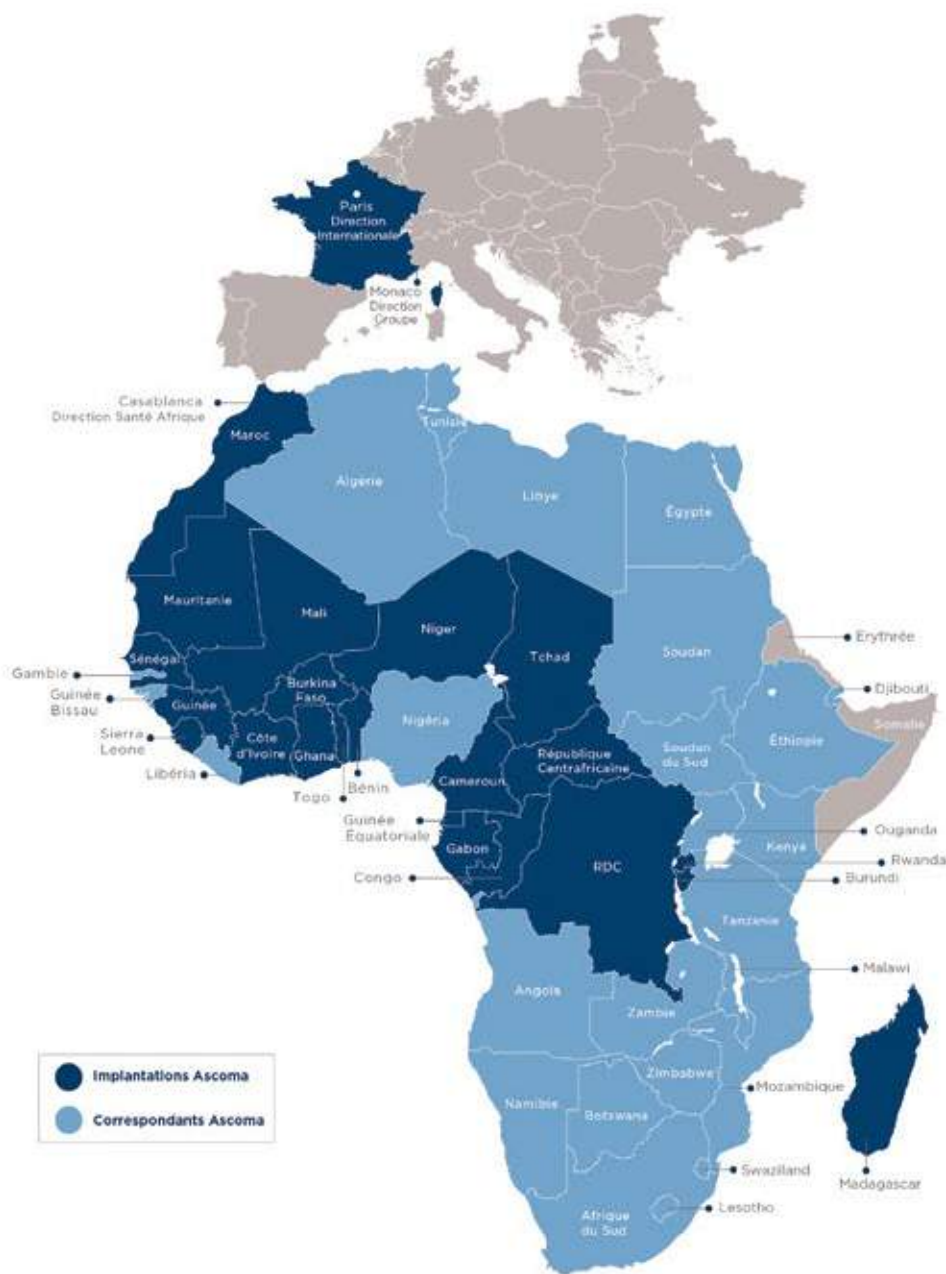 Paris
Direction
Internationale
Monaco
Direction
Groupe
Casablanca
Direction Santé Afrique
Maroc
Tunisie
Algérie
Libye
Égypte
Mauritanie
Mali
Niger
Tchad
Soudan
Erythrée
Sénégal
Gambie
Djibouti
Guinée
Bissau
Guinée
Burkina
Faso
Nigéria
Somalie
Sierra
Leone
Côte
d'Ivoire
Ghana
République
Centrafricaine
Soudan
du Sud
Éthiopie
Libéria
Togo
Bénin
Cameroun
Guinée
Équatoriale
Ouganda
Gabon
RDC
Kenya
Rwanda
Congo
Burundi
Tanzanie
Malawi
Angola
Zambie
Implantations Ascoma
Correspondants Ascoma
Zimbabwe
Mozambique
Namibie
Botswana
Swaziland
Madagascar
Lesotho
Afrique
du Sud